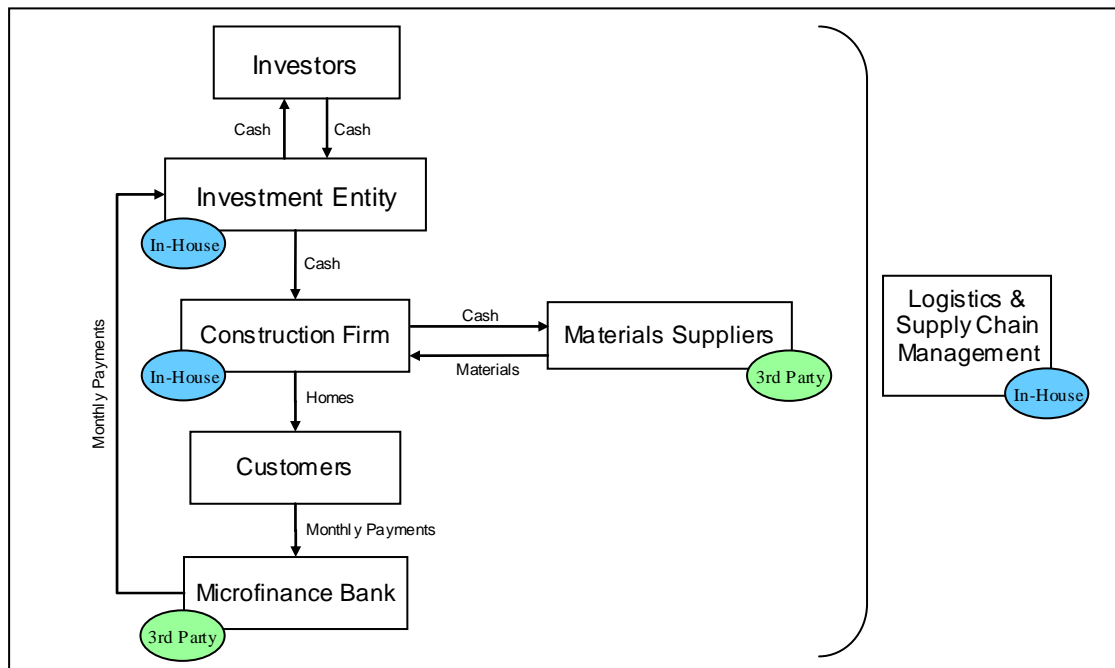 Investors
Cash
Cash
Investment Entity
In-House
Cash
Construction Firm
In-House
Cash
Materials
Materials Suppliers
3rd Party
Homes
Customers
Monthly Payments
Microfinance Bank
3rd Party
Monthly Payments
Logistics &
Supply Chain
Management
In-House